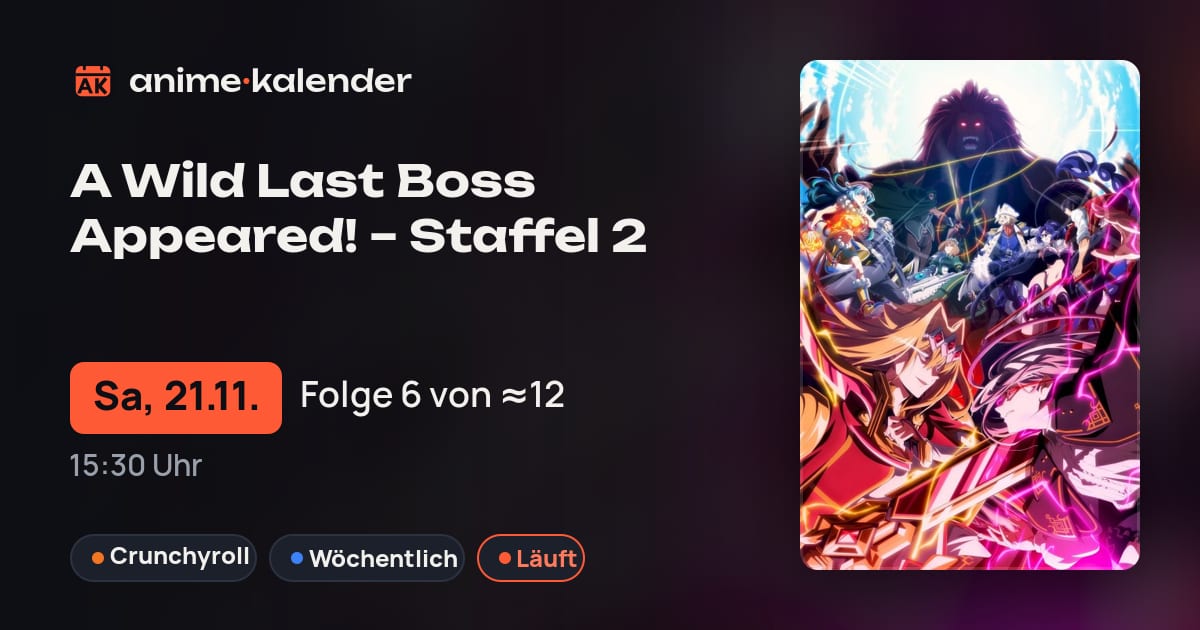 AK
anime·kalender
A Wild Last Boss
Appeared! – Staffel 2
Sa, 21.11.
Folge 6 von ≈12
15:30 Uhr
Crunchyroll
Wöchentlich
Läuft